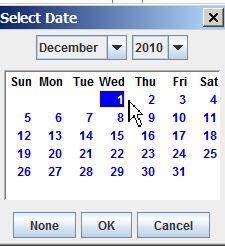 Select Date
December 2010
Sun Mon Tue Wed Thu Fri Sat
1 2 3 4
5 6 7 8 9 10 11
12 13 14 15 16 17 18
19 20 21 22 23 24 25
26 27 28 29 30 31
None OK Cancel